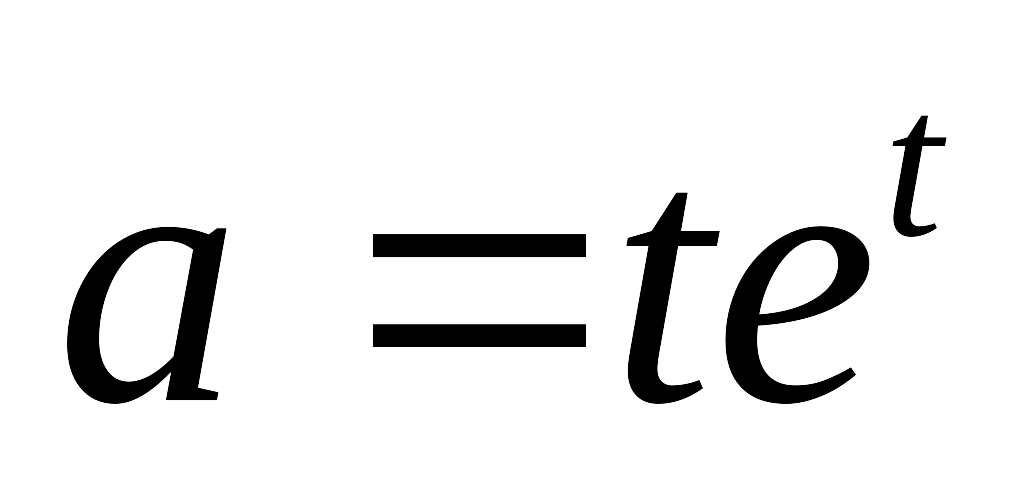 a = te^t